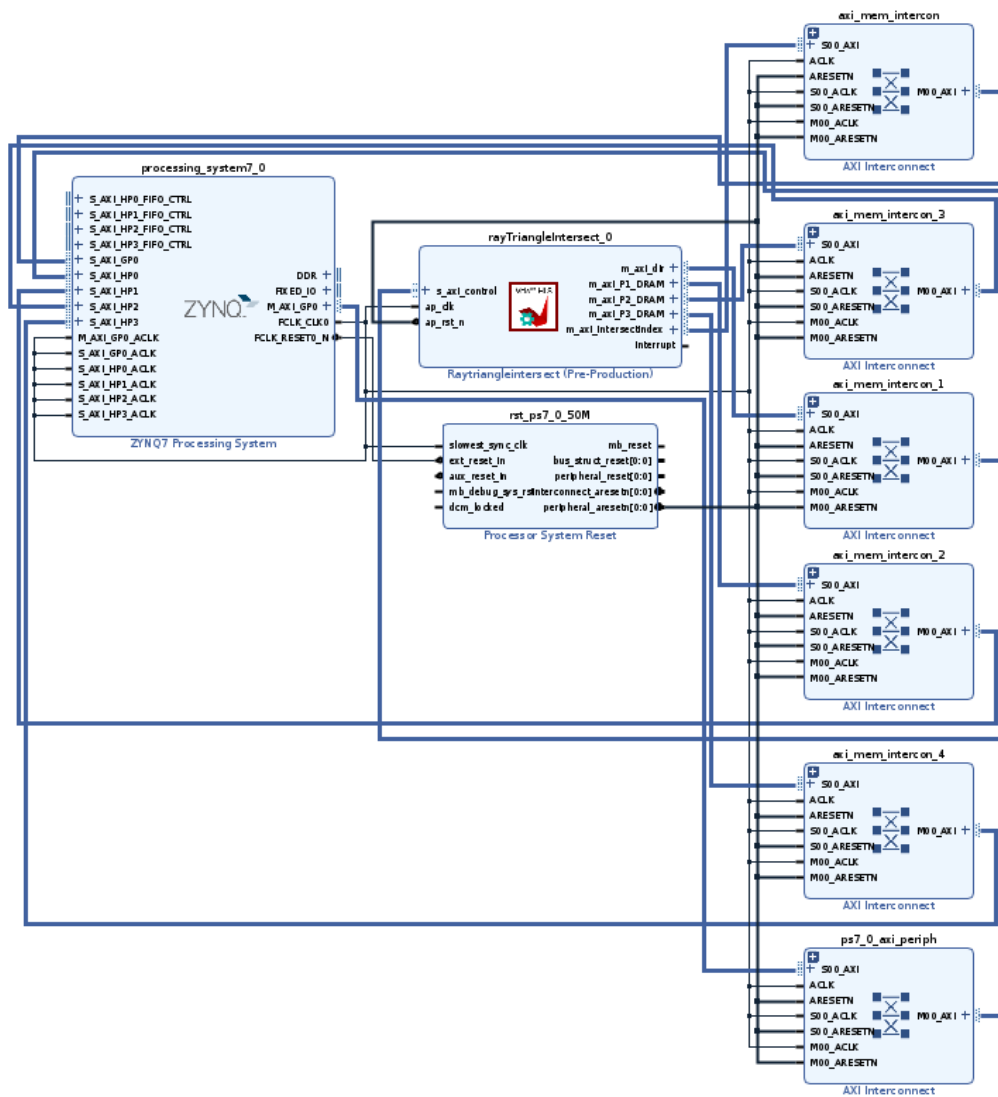 axi_mem_intercon
S00_AXI
ACLK
ARESETN
S00_ACLK
S00_ARESETN
M00_ACLK
M00_ARESETN
M00_AXI
AXI Interconnect
processing_system7_0
S_AXI_HP0_FIFO_CTRL
S_AXI_HP1_FIFO_CTRL
S_AXI_HP2_FIFO_CTRL
S_AXI_HP3_FIFO_CTRL
S_AXI_GP0
S_AXI_HP0
S_AXI_HP1
S_AXI_HP2
S_AXI_HP3
M_AXI_GP0_ACLK
S_AXI_GP0_ACLK
S_AXI_HP0_ACLK
S_AXI_HP1_ACLK
S_AXI_HP2_ACLK
S_AXI_HP3_ACLK
ZYNQ
DDR
FIXED_IO
M_AXI_GP0
FCLK_CLK0
FCLK_RESET0_N
ZYNQ7 Processing System
rayTriangleIntersect_0
s_axi_control
ap_clk
ap_rst_n
m_axi_dir
m_axi_P1_DRAM
m_axi_P2_DRAM
m_axi_P3_DRAM
m_axi_intersectIndex
interrupt
Raytriangleintersect (Pre-Production)
rst_ps7_0_50M
slowest_sync_clk
ext_reset_in
aux_reset_in
mb_debug_sys_rst
dcm_locked
mb_reset
bus_struct_reset[0:0]
peripheral_reset[0:0]
interconnect_aresetn[0:0]
peripheral_aresetn[0:0]
Processor System Reset
axi_mem_intercon_3
S00_AXI
ACLK
ARESETN
S00_ACLK
S00_ARESETN
M00_ACLK
M00_ARESETN
M00_AXI
AXI Interconnect
axi_mem_intercon_1
S00_AXI
ACLK
ARESETN
S00_ACLK
S00_ARESETN
M00_ACLK
M00_ARESETN
M00_AXI
AXI Interconnect
axi_mem_intercon_2
S00_AXI
ACLK
ARESETN
S00_ACLK
S00_ARESETN
M00_ACLK
M00_ARESETN
M00_AXI
AXI Interconnect
axi_mem_intercon_4
S00_AXI
ACLK
ARESETN
S00_ACLK
S00_ARESETN
M00_ACLK
M00_ARESETN
M00_AXI
AXI Interconnect
ps7_0_axi_periph
S00_AXI
ACLK
ARESETN
S00_ACLK
S00_ARESETN
M00_ACLK
M00_ARESETN
M00_AXI
AXI Interconnect